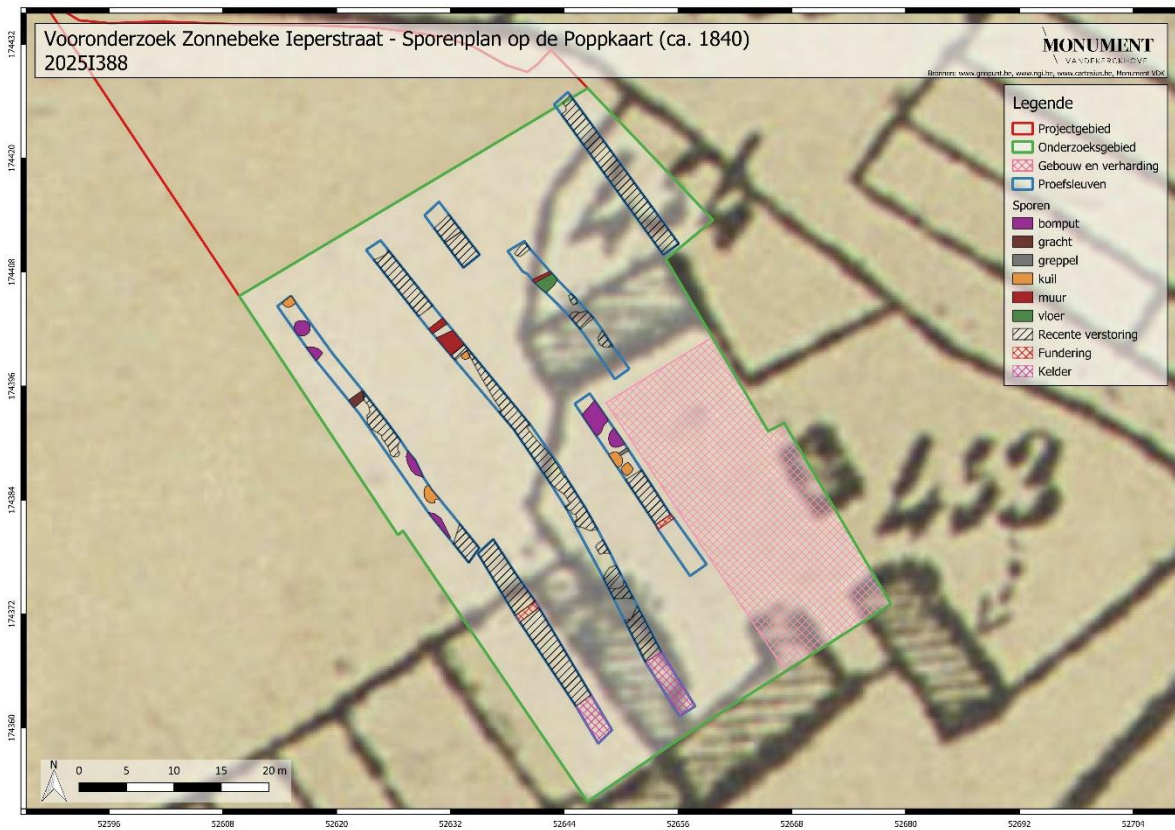 Vooronderzoek Zonnebeke Ieperstraat - Sporenplan op de Poppkaart (ca. 1840)
2025I388
MONUMENT
VANDEKERCKHOVE
Bronnen: www.geopunt.be, www.ngi.be, www.cartesius.be, Monument VDK
Legende
Projectgebied
Onderzoeksgebied
Gebouw en verharding
Proefsleuven
Sporen
bomput
gracht
greppel
kuil
muur
vloer
Recente verstoring
Fundering
Kelder
174432
174420
174408
174396
174384
174372
174360
453
N
0 5 10 15 20 m
52596 52608 52620 52632 52644 52656 52668 52680 52692 52704